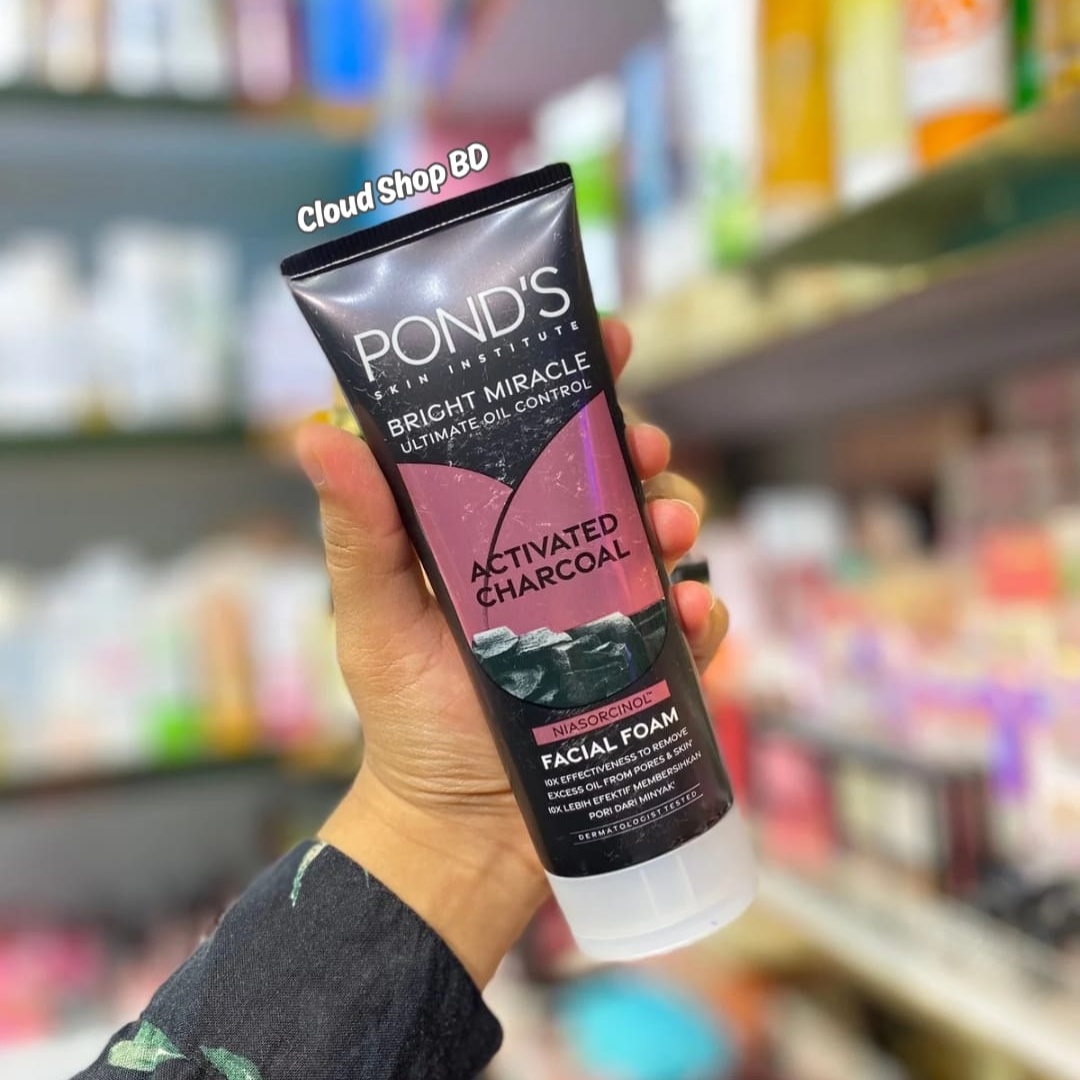 Cloud Shop BD
POND'S
SKIN INSTITUTE
BRIGHT MIRACLE
ULTIMATE OIL CONTROL
ACTIVATED
CHARCOAL
NIASORCINOL™
FACIAL FOAM
10X EFFECTIVENESS TO REMOVE
EXCESS OIL FROM PORES & SKIN*
10X LEBIH EFEKTIF MEMBERSIHKAN
PORI DARI MINYAK*
DERMATOLOGIST TESTED